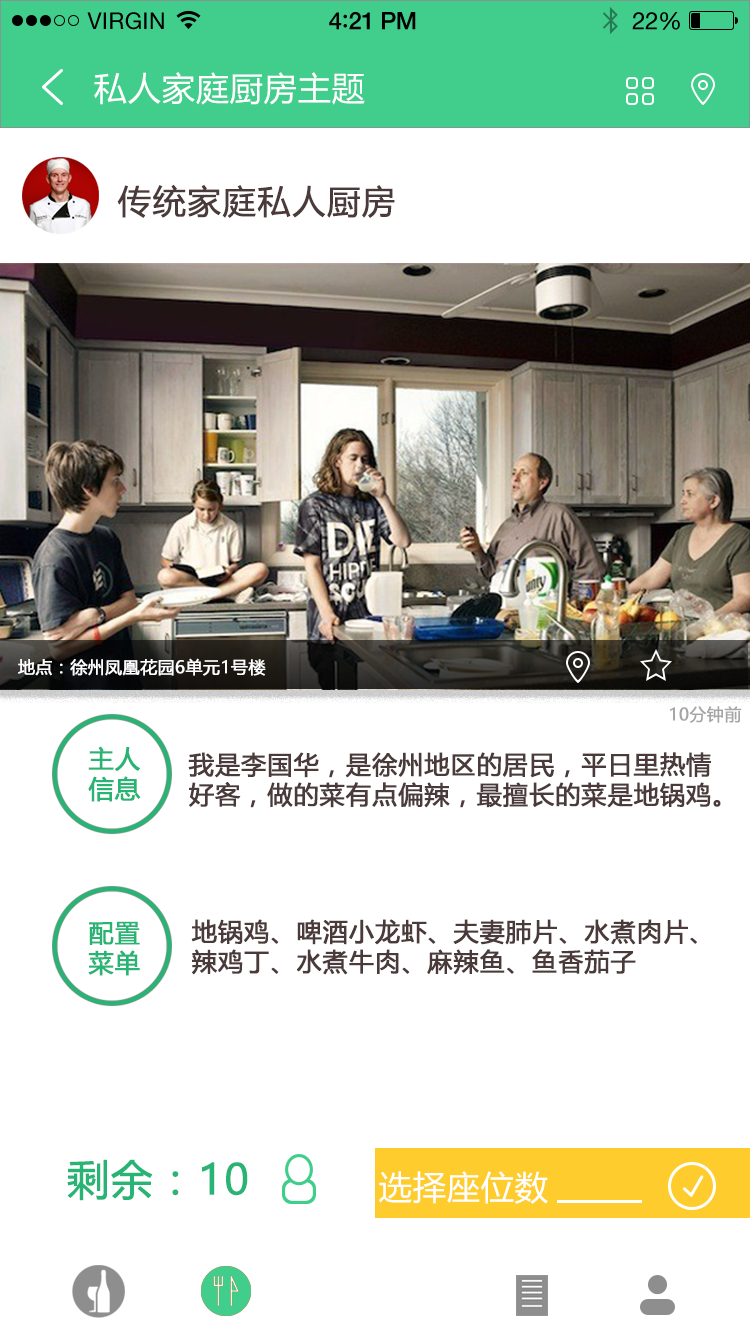 VIRGIN 4:21 PM 22%
私人家庭厨房主题
传统家庭私人厨房
DIE
HIPPIE
SCUM
地点：徐州凤凰花园6单元1号楼
10分钟前
主人
信息
我是李国华，是徐州地区的居民，平日里热情
好客，做的菜有点偏辣，最擅长的菜是地锅鸡。
配置
菜单
地锅鸡、啤酒小龙虾、夫妻肺片、水煮肉片、
辣鸡丁、水煮牛肉、麻辣鱼、鱼香茄子
剩余：10
选择座位数